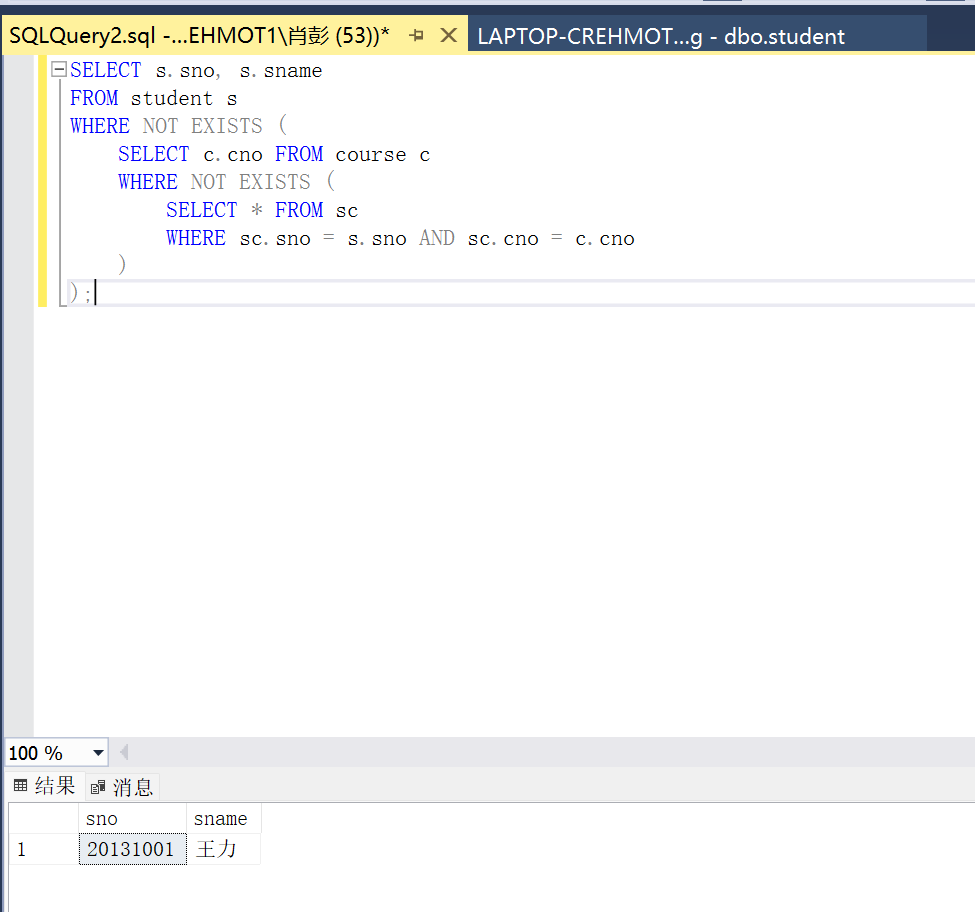 SQLQuery2.sql -...EHMOT1\肖彭 (53))*
LAPTOP-CREHMOT...g - dbo.student
SELECT s.sno, s.sname
FROM student s
WHERE NOT EXISTS (
SELECT c.cno FROM course c
WHERE NOT EXISTS (
SELECT * FROM sc
WHERE sc.sno = s.sno AND sc.cno = c.cno
)
);
100 %
结果 消息
sno sname
1 20131001 王力